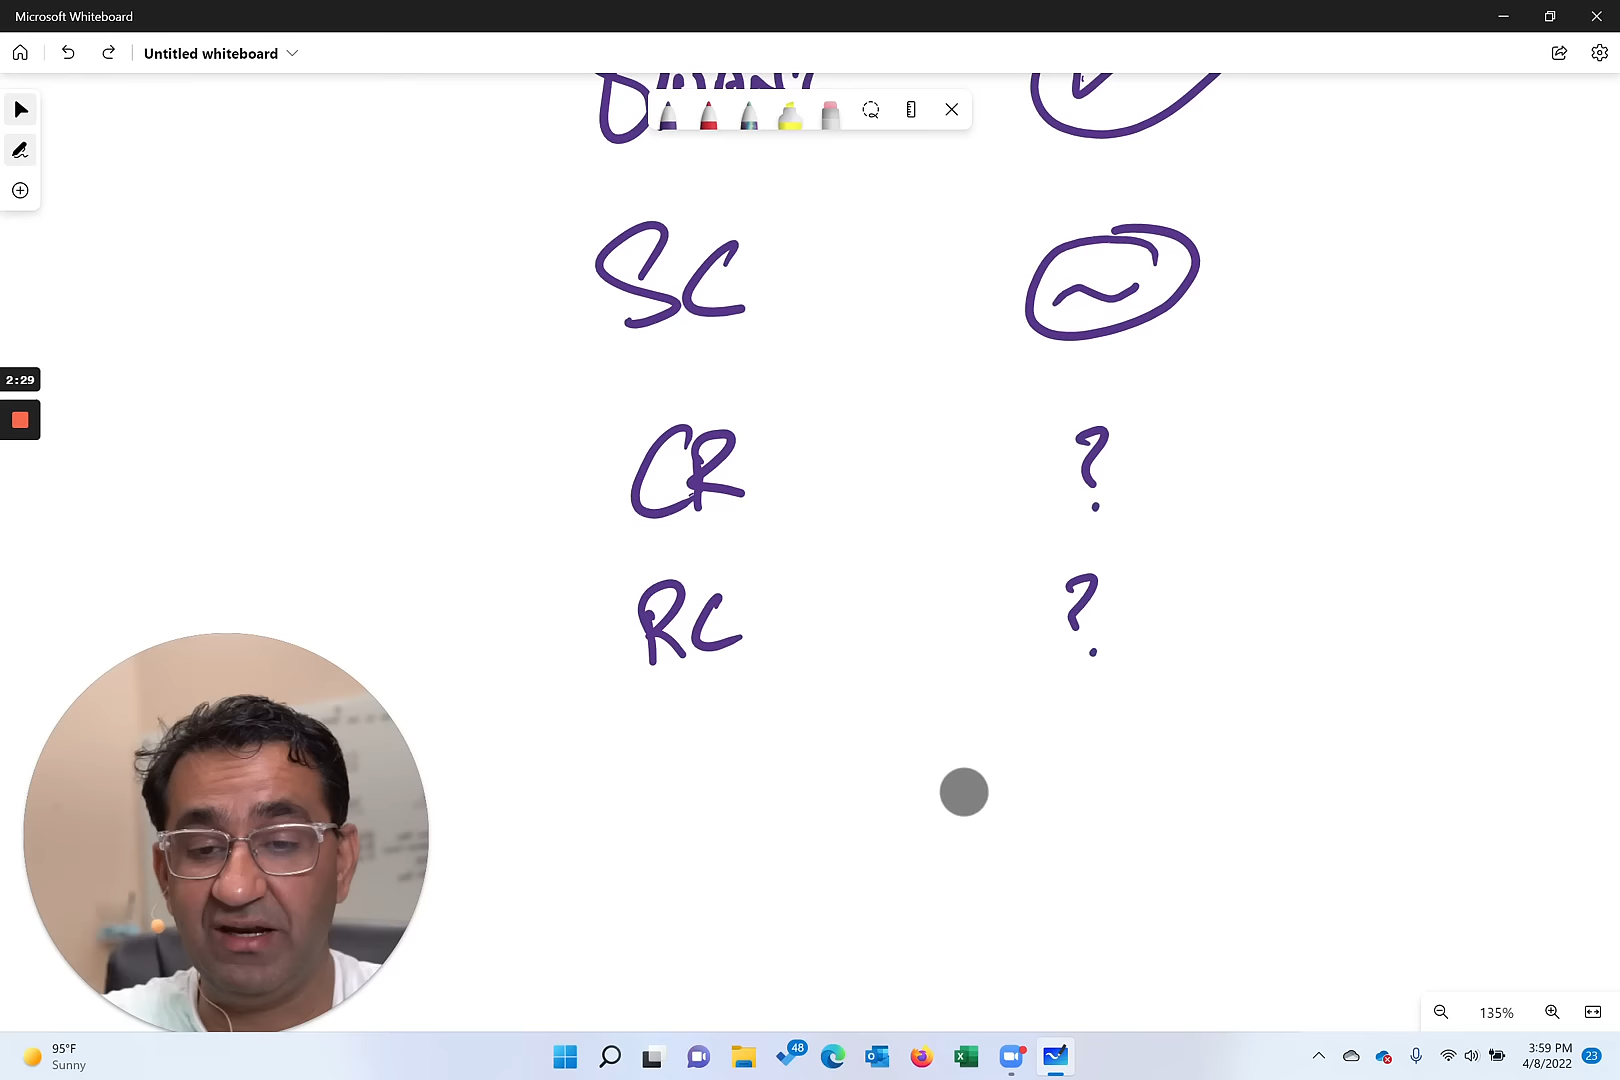 Microsoft Whiteboard
Untitled whiteboard
SC ~
2:29
CR ?
RC ?
135%
95°F
Sunny
48
3:59 PM
4/8/2022
23